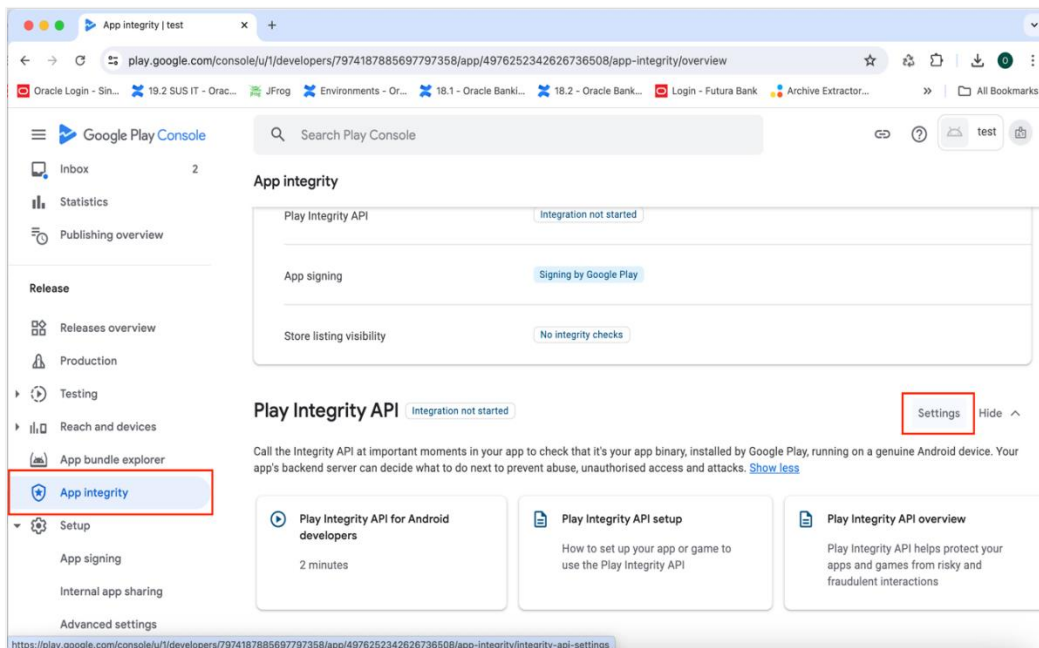 App integrity | test
play.google.com/console/u/1/developers/7974187885697797358/app/4976252342626736508/app-integrity/overview
Oracle Login - Sin... 19.2 SUS IT - Orac... JFrog Environments - Or... 18.1 - Oracle Banki... 18.2 - Oracle Bank... Login - Futura Bank Archive Extractor... » All Bookmarks
Google Play Console
Search Play Console
test
Inbox 2
App integrity
Statistics
Publishing overview
Play Integrity API Integration not started
App signing Signing by Google Play
Store listing visibility No integrity checks
Release
Releases overview
Production
Testing
Reach and devices
App bundle explorer
App integrity
Setup
App signing
Internal app sharing
Advanced settings
Play Integrity API Integration not started Settings Hide
Call the Integrity API at important moments in your app to check that it's your app binary, installed by Google Play, running on a genuine Android device. Your
app's backend server can decide what to do next to prevent abuse, unauthorised access and attacks. Show less
Play Integrity API for Android
developers
2 minutes
Play Integrity API setup
How to set up your app or game to
use the Play Integrity API
Play Integrity API overview
Play Integrity API helps protect your
apps and games from risky and
fraudulent interactions
https://play.google.com/console/u/1/developers/7974187885697797358/app/4976252342626736508/app-integrity/integrity-api-settings